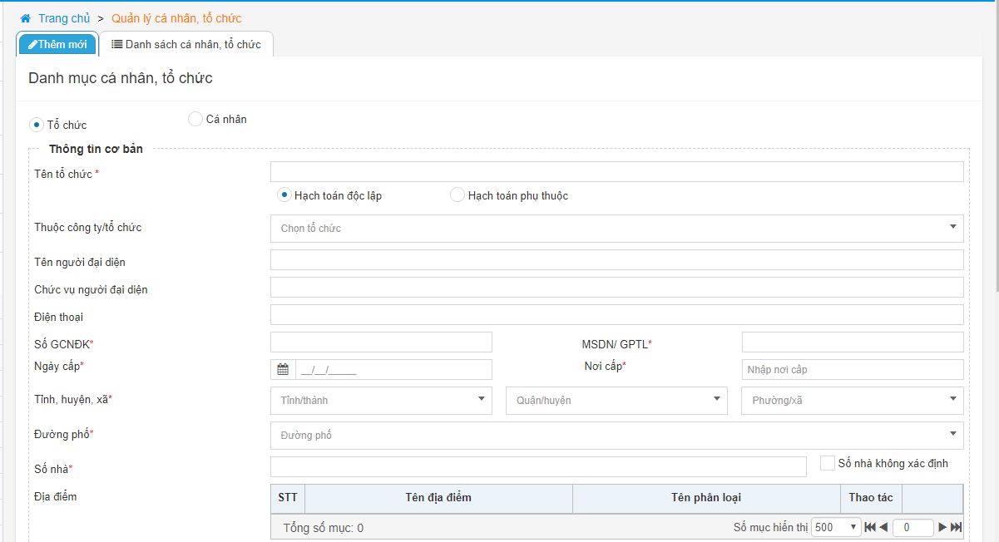 Trang chủ > Quản lý cá nhân, tổ chức
Thêm mới Danh sách cá nhân, tổ chức
Danh mục cá nhân, tổ chức
Tổ chức Cá nhân
Thông tin cơ bản
Tên tổ chức *
Hạch toán độc lập Hạch toán phụ thuộc
Thuộc công ty/tổ chức Chọn tổ chức
Tên người đại diện
Chức vụ người đại diện
Điện thoại
Số GCNĐK* MSDN/ GPTL*
Ngày cấp* __/__/____ Nơi cấp* Nhập nơi cấp
Tỉnh, huyện, xã* Tỉnh/thành Quận/huyện Phường/xã
Đường phố* Đường phố
Số nhà* Số nhà không xác định
Địa điểm STT Tên địa điểm Tên phân loại Thao tác
Tổng số mục: 0 Số mục hiển thị 500 0